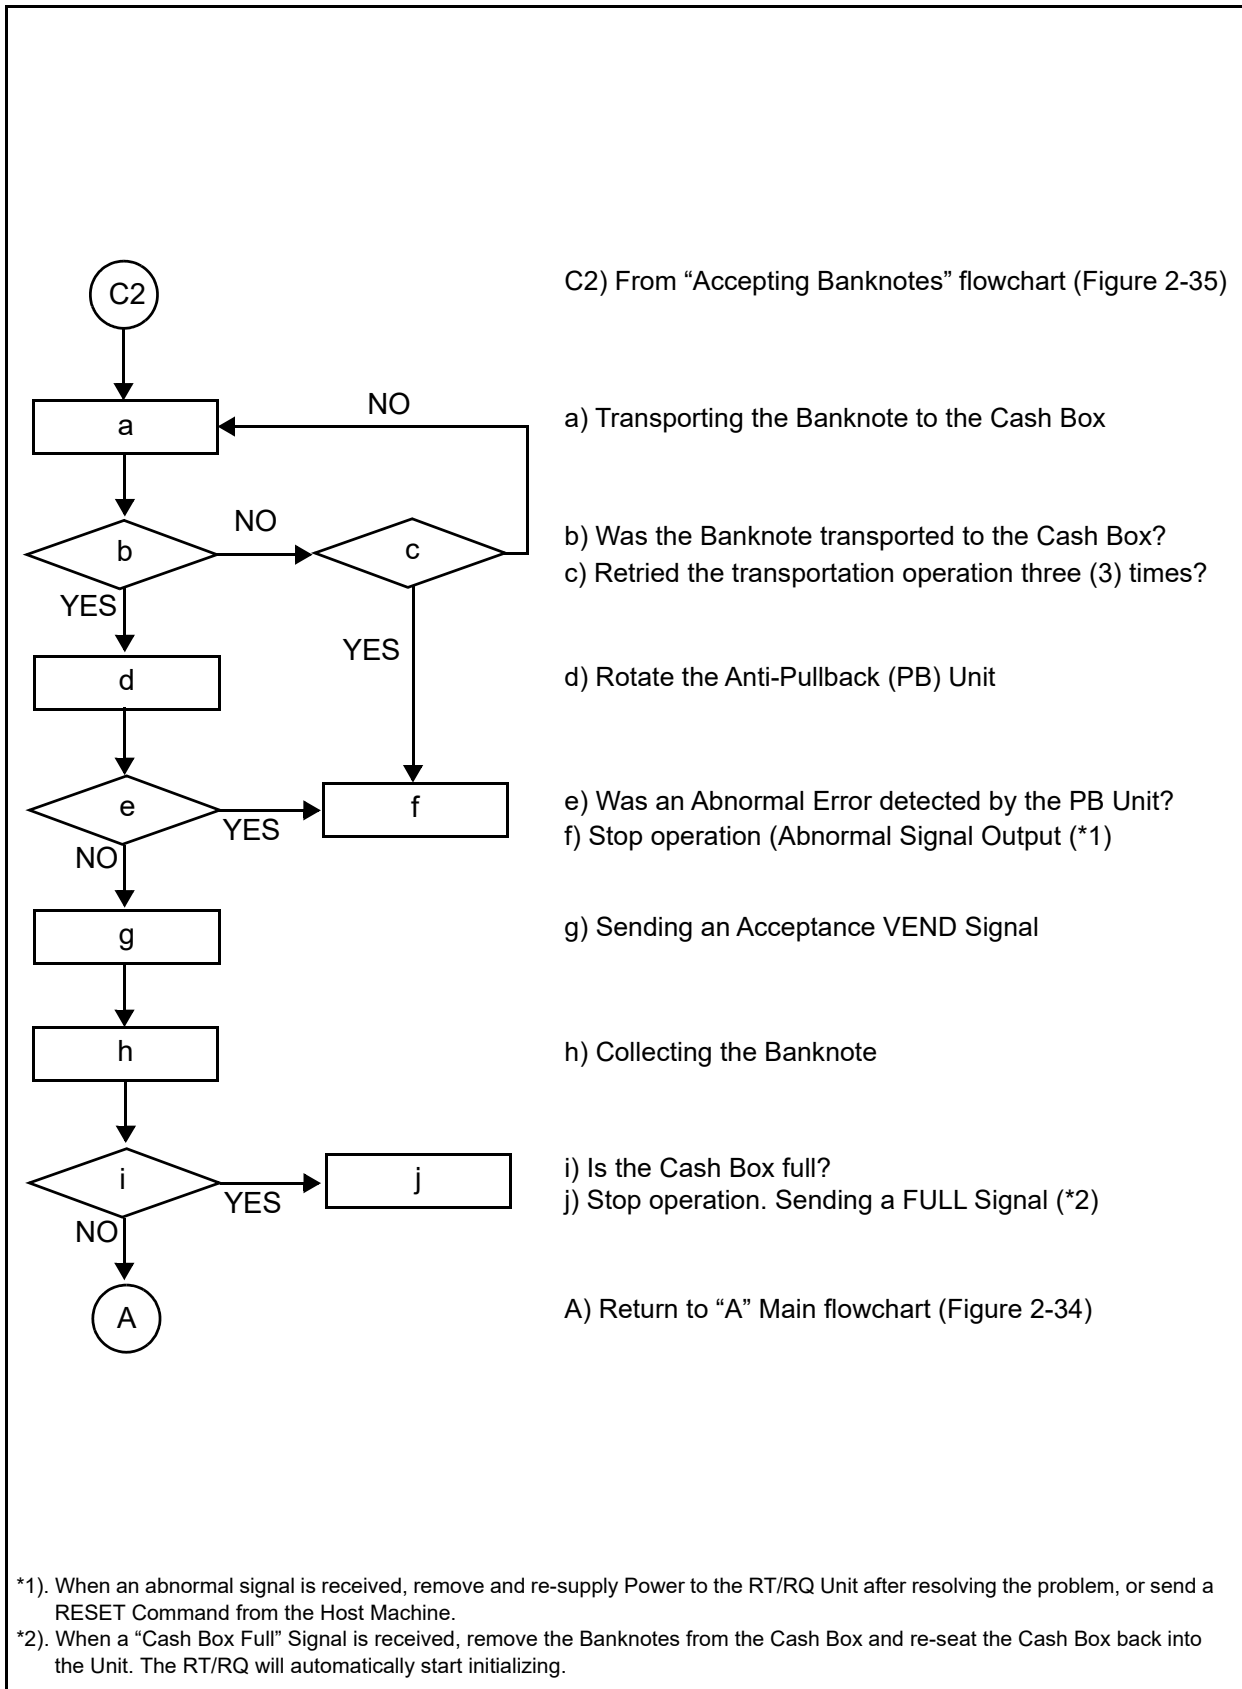 C2
C2) From “Accepting Banknotes” flowchart (Figure 2-35)
NO
a
a) Transporting the Banknote to the Cash Box
NO
b
c
b) Was the Banknote transported to the Cash Box?
c) Retried the transportation operation three (3) times?
YES
YES
d
d) Rotate the Anti-Pullback (PB) Unit
e
YES
f
e) Was an Abnormal Error detected by the PB Unit?
f) Stop operation (Abnormal Signal Output (*1)
NO
g
g) Sending an Acceptance VEND Signal
h
h) Collecting the Banknote
i
YES
j
i) Is the Cash Box full?
j) Stop operation. Sending a FULL Signal (*2)
NO
A
A) Return to “A” Main flowchart (Figure 2-34)
*1). When an abnormal signal is received, remove and re-supply Power to the RT/RQ Unit after resolving the problem, or send a
RESET Command from the Host Machine.
*2). When a “Cash Box Full” Signal is received, remove the Banknotes from the Cash Box and re-seat the Cash Box back into
the Unit. The RT/RQ will automatically start initializing.